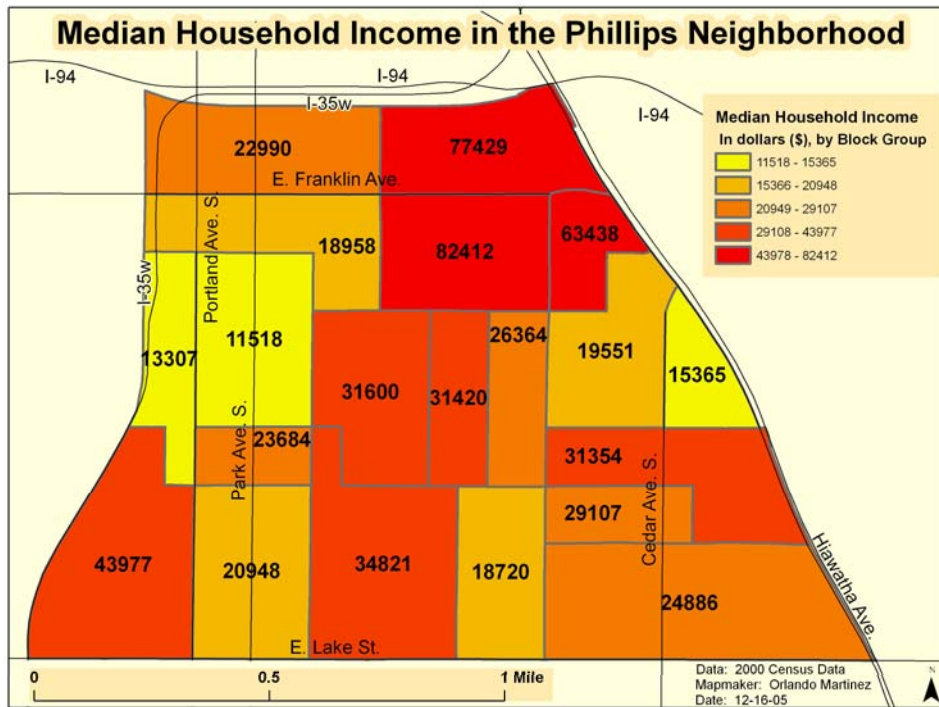 Median Household Income in the Phillips Neighborhood
I-94
I-94
I-94
I-35w
Median Household Income
In dollars ($), by Block Group
11518 - 15365
15366 - 20948
20949 - 29107
29108 - 43977
43978 - 82412
22990
77429
E. Franklin Ave.
18958
82412
63438
Portland Ave. S.
I-35w
13307
11518
31600
31420
26364
19551
15365
23684
Park Ave. S.
31354
29107
Cedar Ave. S.
43977
20948
34821
18720
24886
Hiawatha Ave.
E. Lake St.
0 0.5 1 Mile
Data: 2000 Census Data
Mapmaker: Orlando Martinez
Date: 12-16-05
N